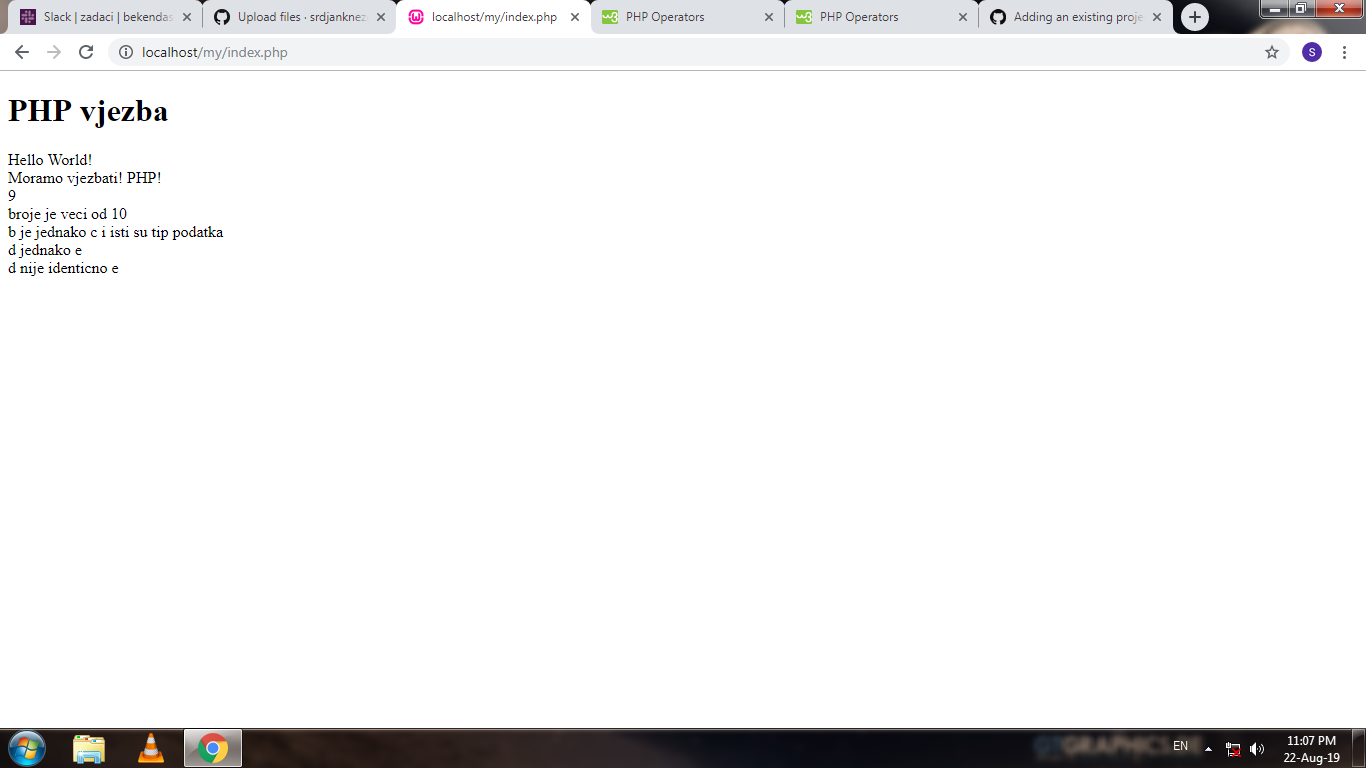 Slack | zadaci | bekendas
Upload files · srdjanknez
localhost/my/index.php
PHP Operators
PHP Operators
Adding an existing proje
localhost/my/index.php
S
PHP vjezba
Hello World!
Moramo vjezbati! PHP!
9
broje je veci od 10
b je jednako c i isti su tip podatka
d jednako e
d nije identicno e
EN
11:07 PM
22-Aug-19